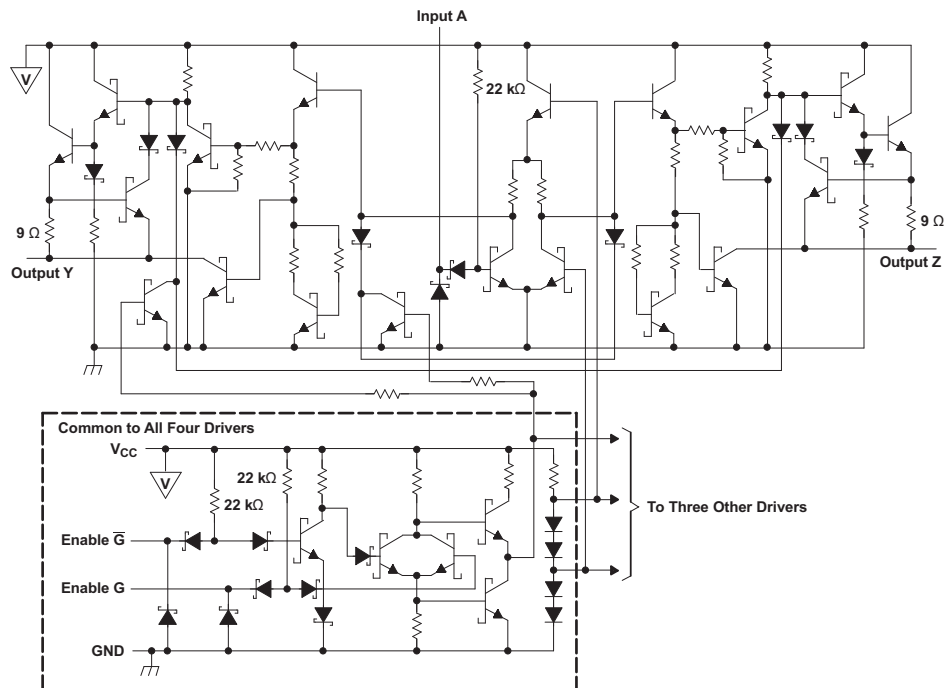 Input A
V
22 kΩ
9 Ω
9 Ω
Output Y
Output Z
Common to All Four Drivers
VCC
V
22 kΩ
22 kΩ
To Three Other Drivers
Enable G̅
Enable G
GND